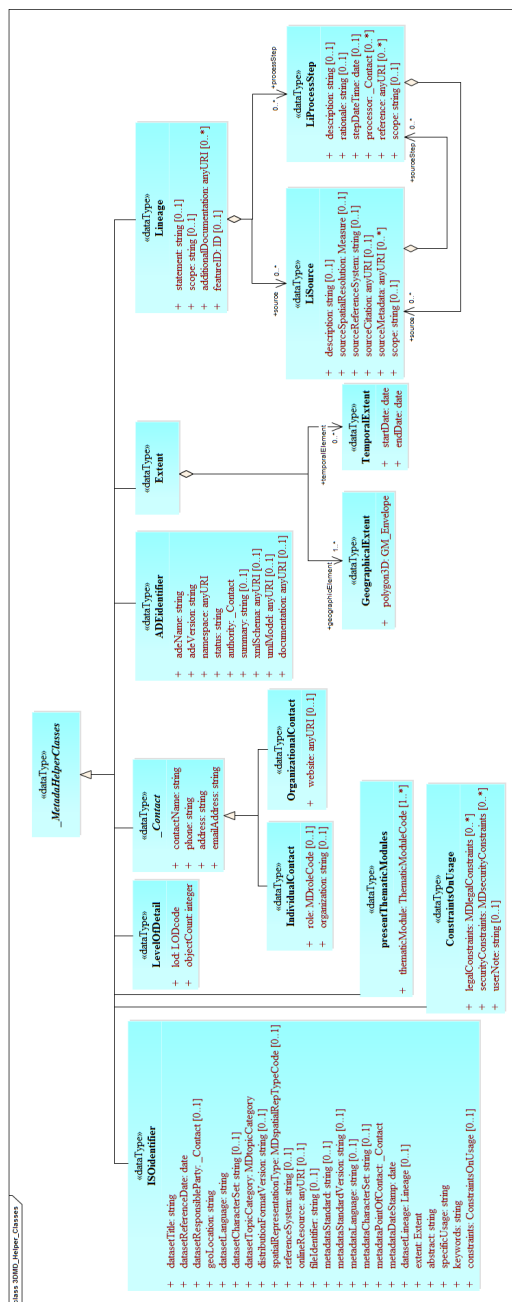 class 3DMD_Helper_Classes
«dataType»
_MetadaHelperClasses
«dataType»
ISOidentifier
+ datasetTitle: string
+ datasetReferenceDate: date
+ datasetResponsibleParty: _Contact [0..1]
+ geoLocation: string
+ datasetLanguage: string
+ datasetCharacterSet: string [0..1]
+ datasetTopicCategory: MDtopicCategory
+ distributionFormatVersion: string [0..1]
+ spatialRepresentationType: MDspatialRepTypeCode [0..1]
+ referenceSystem: string [0..1]
+ onlineResource: anyURI [0..1]
+ fileIdentifier: string [0..1]
+ metadataStandard: string [0..1]
+ metadataStandardVersion: string [0..1]
+ metadataLanguage: string [0..1]
+ metadataCharacterSet: string [0..1]
+ metadataPointOfContact: _Contact
+ metadataDateStamp: date
+ datasetLineage: Lineage [0..1]
+ extent: Extent
+ abstract: string
+ specificUsage: string
+ keywords: string
+ constraints: ConstraintsOnUsage [0..1]
«dataType»
LevelOfDetail
+ lod: LODcode
+ objectCount: integer
«dataType»
_Contact
+ contactName: string
+ phone: string
+ address: string
+ emailAddress: string
«dataType»
IndividualContact
+ role: MDroleCode
+ organization: string [0..1]
«dataType»
OrganizationalContact
+ website: anyURI [0..1]
«dataType»
presentThematicModules
+ thematicModule: ThematicModuleCode [1..*]
«dataType»
ConstraintsOnUsage
+ legalConstraints: MDlegalConstraints [0..*]
+ securityConstraints: MDsecurityConstraints [0..*]
+ userNote: string [0..1]
«dataType»
ADEidentifier
+ adeName: string
+ adeVersion: string
+ namespace: anyURI
+ status: string
+ authority: _Contact
+ summary: string [0..1]
+ xmlSchema: anyURI [0..1]
+ umlModel: anyURI [0..1]
+ documentation: anyURI [0..1]
«dataType»
Extent
+geographicElement
1..*
+temporalElement
0..*
«dataType»
GeographicalExtent
+ polygon3D: GM_Envelope
«dataType»
TemporalExtent
+ startDate: date
+ endDate: date
«dataType»
Lineage
+ statement: string [0..1]
+ scope: string [0..1]
+ additionalDocumentation: anyURI [0..*]
+ featureID: ID [0..1]
+source
0..*
+processStep
0..*
«dataType»
LiSource
+ description: string [0..1]
+ sourceSpatialResolution: Measure [0..1]
+ sourceReferenceSystem: string [0..1]
+ sourceCitation: anyURI [0..1]
+ sourceMetadata: anyURI [0..*]
+ scope: string [0..1]
«dataType»
LiProcessStep
+ description: string [0..1]
+ rationale: string [0..1]
+ stepDateTime: date [0..1]
+ processor: _Contact [0..*]
+ reference: anyURI [0..*]
+ scope: string [0..1]
+source
0..*
+sourceStep
0..*